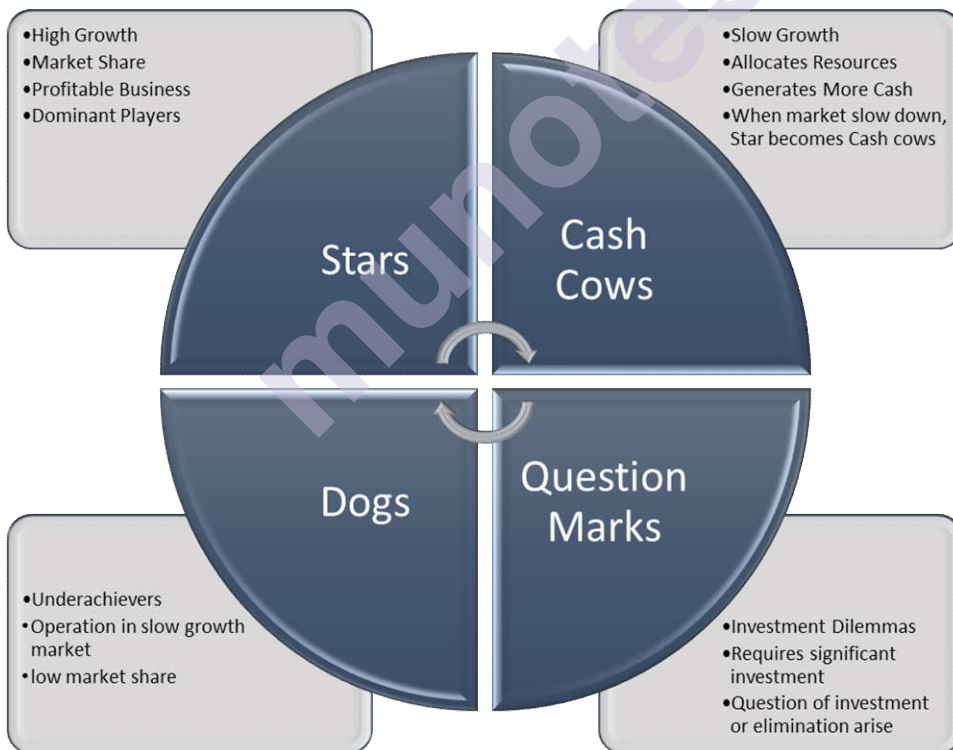 •High Growth
•Market Share
•Profitable Business
•Dominant Players
•Slow Growth
•Allocates Resources
•Generates More Cash
•When market slow down,
Star becomes Cash cows
Stars
Cash
Cows
Dogs
Question
Marks
•Underachievers
•Operation in slow growth
market
•low market share
•Investment Dilemmas
•Requires significant
investment
•Question of investment
or elimination arise
munotes